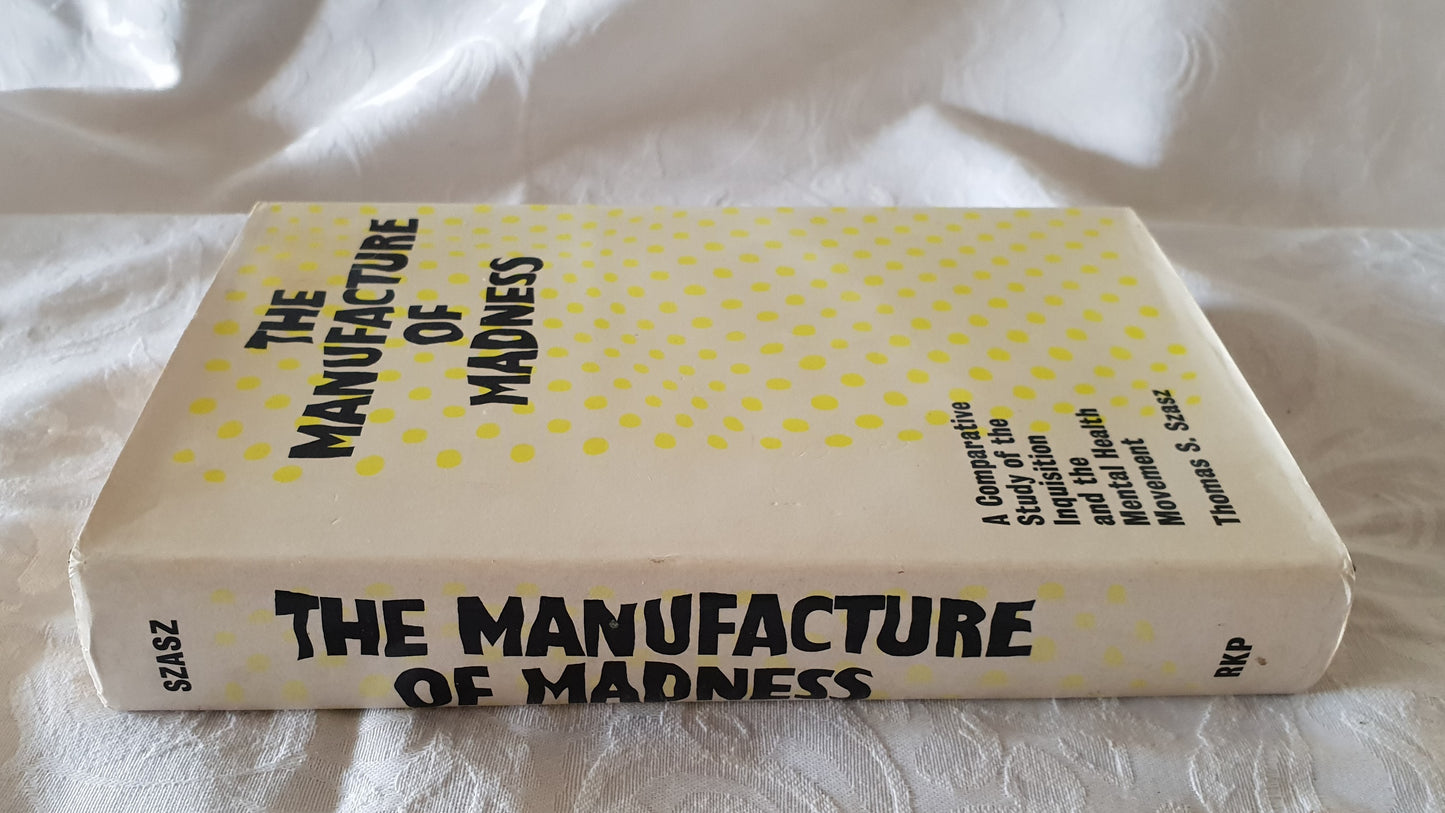 THE
MANUFACTURE
OF
MADNESS
A Comparative
Study of the
Inquisition
and the
Mental Health
Movement
Thomas S. Szasz
SZASZ
THE MANUFACTURE
OF MADNESS
RKP